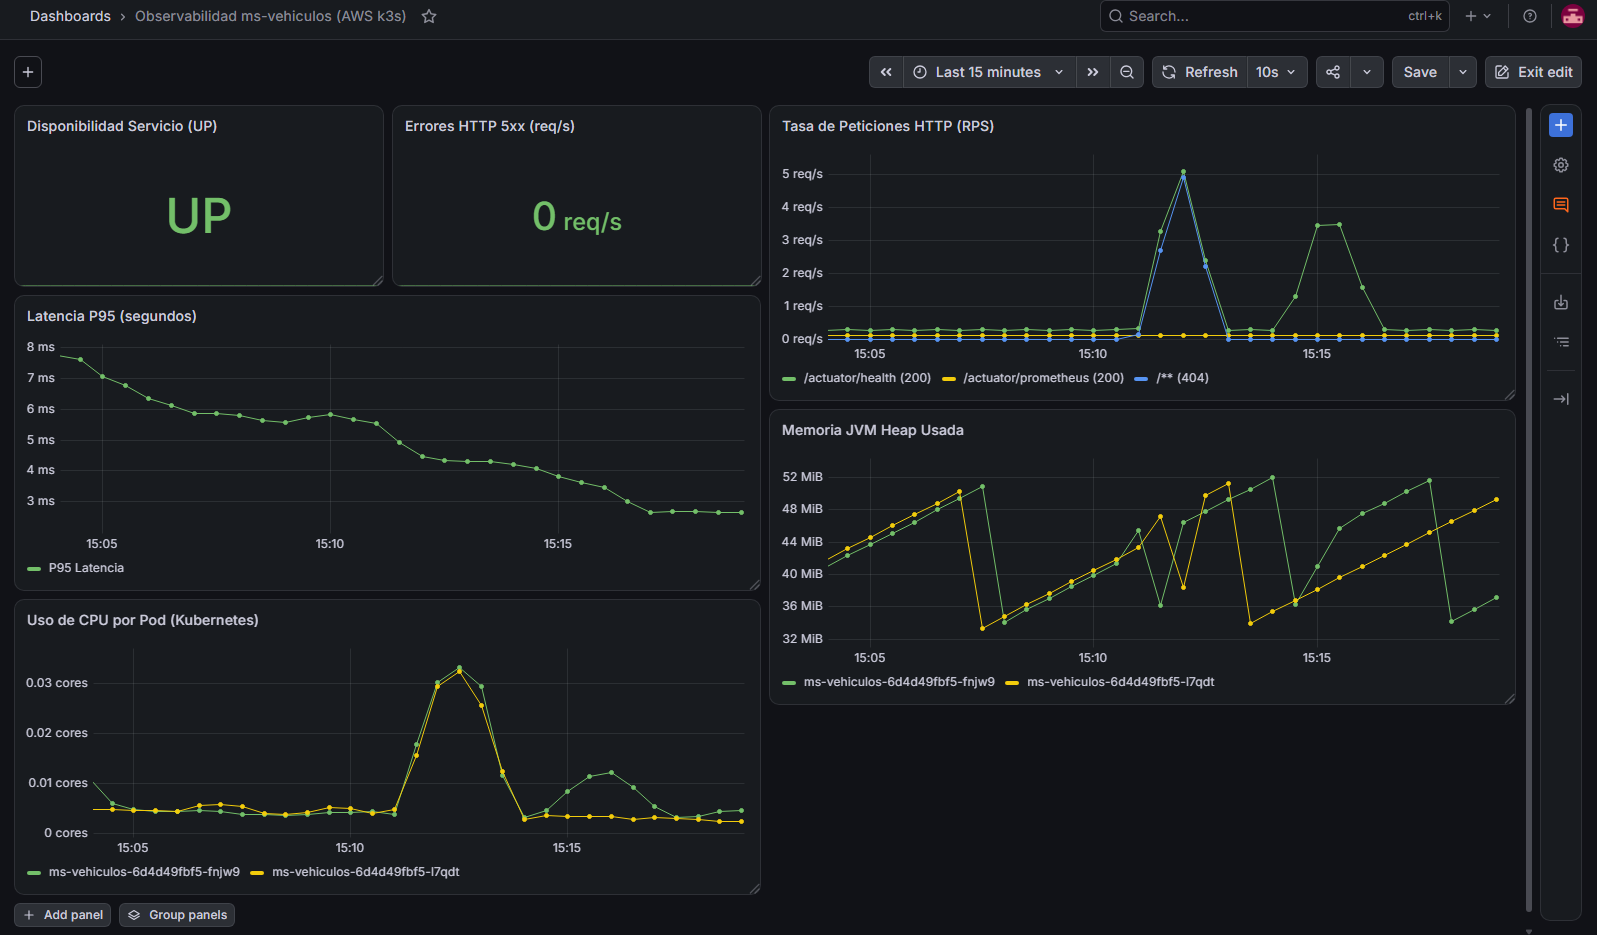 Dashboards › Observabilidad ms-vehiculos (AWS k3s)
Search... ctrl+k
Last 15 minutes Refresh 10s Save Exit edit
Disponibilidad Servicio (UP)
UP
Errores HTTP 5xx (req/s)
0 req/s
Tasa de Peticiones HTTP (RPS)
5 req/s
4 req/s
3 req/s
2 req/s
1 req/s
0 req/s
15:05 15:10 15:15
/actuator/health (200) /actuator/prometheus (200) /** (404)
Latencia P95 (segundos)
8 ms
7 ms
6 ms
5 ms
4 ms
3 ms
15:05 15:10 15:15
P95 Latencia
Memoria JVM Heap Usada
52 MiB
48 MiB
44 MiB
40 MiB
36 MiB
32 MiB
15:05 15:10 15:15
ms-vehiculos-6d4d49fbf5-fnjw9 ms-vehiculos-6d4d49fbf5-l7qdt
Uso de CPU por Pod (Kubernetes)
0.03 cores
0.02 cores
0.01 cores
0 cores
15:05 15:10 15:15
ms-vehiculos-6d4d49fbf5-fnjw9 ms-vehiculos-6d4d49fbf5-l7qdt
Add panel Group panels